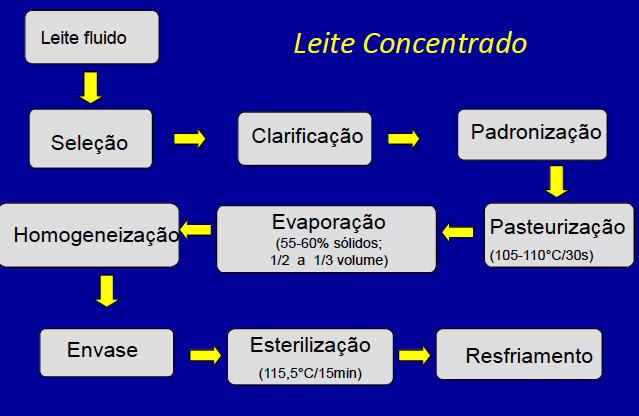 Leite Concentrado
Leite fluido
Seleção
Clarificação
Padronização
Pasteurização
(105-110°C/30s)
Evaporação
(55-60% sólidos;
1/2 a 1/3 volume)
Homogeneização
Envase
Esterilização
(115,5°C/15min)
Resfriamento